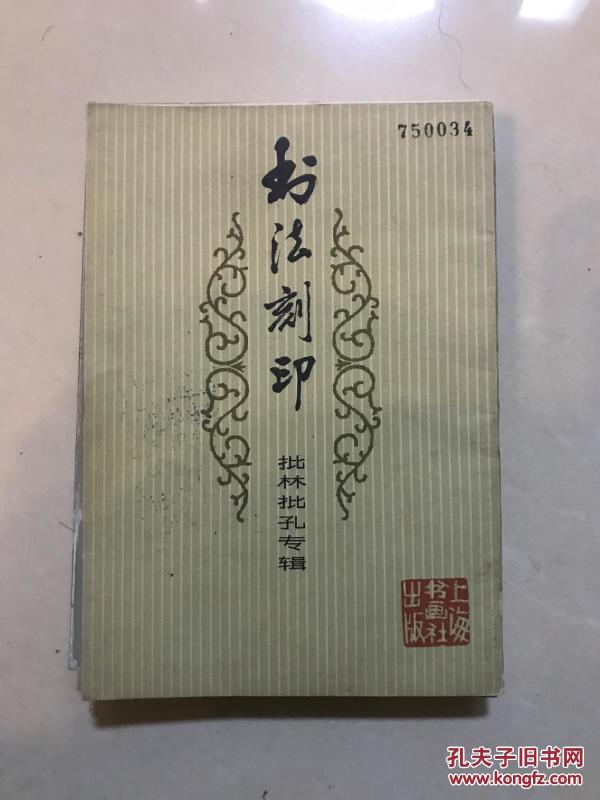 750034
书法刻印
批林批孔专辑
上海
书画社
出版
孔夫子旧书网
www.kongfz.com